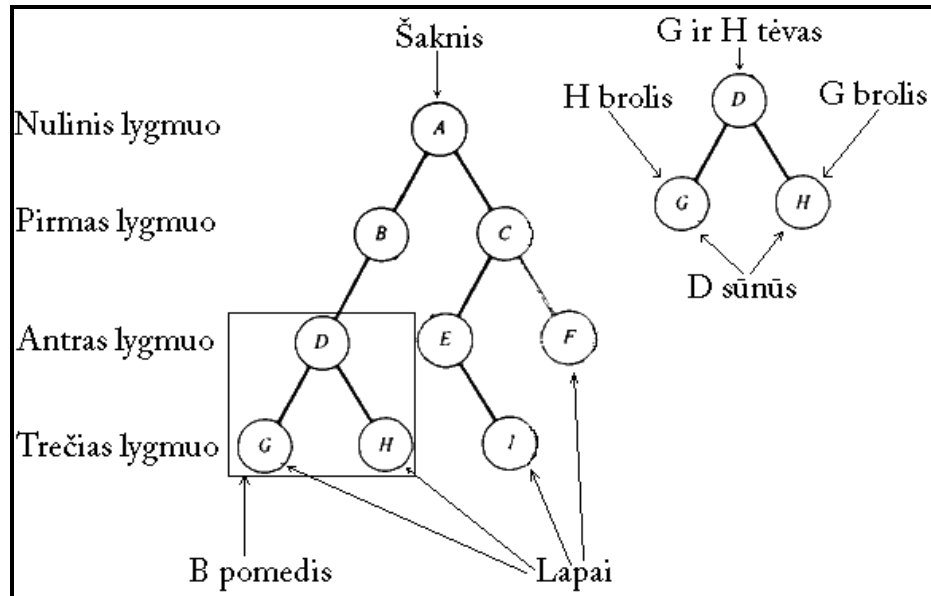 Šaknis
G ir H tėvas
H brolis
G brolis
D
Nulinis lygmuo
A
G
H
Pirmas lygmuo
B
C
D sūnūs
Antras lygmuo
D
E
F
Trečias lygmuo
G
H
I
B pomedis
Lapai